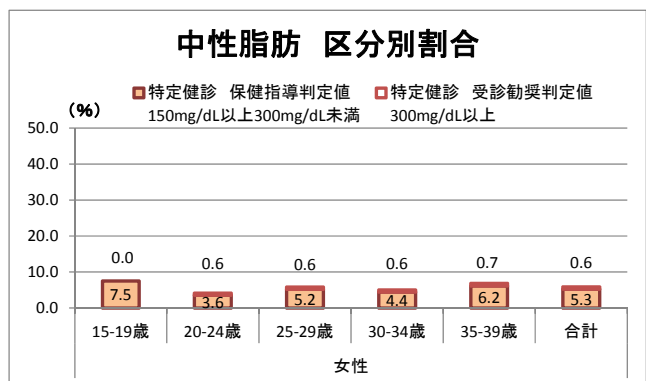 中性脂肪 区分別割合
特定健診 保健指導判定値 特定健診 受診勧奨判定値
150mg/dL以上300mg/dL未満 300mg/dL以上
(%)
50.0
40.0
30.0
20.0
10.0
0.0
0.0 0.6 0.6 0.6 0.7 0.6
7.5 3.6 5.2 4.4 6.2 5.3
15-19歳 20-24歳 25-29歳 30-34歳 35-39歳 合計
女性